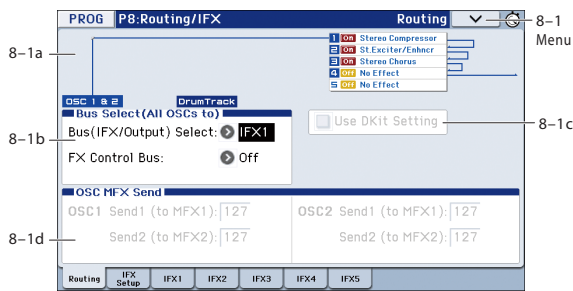 PROG P8:Routing/IFX Routing
8–1
Menu
8–1a
1 On Stereo Compressor
2 On St.Exciter/Enhncr
3 On Stereo Chorus
4 Off No Effect
5 Off No Effect
OSC 1 & 2 DrumTrack
Bus Select(All OSCs to)
8–1b
Bus(IFX/Output) Select: IFX1
FX Control Bus: Off
Use DKit Setting
8–1c
OSC MFX Send
8–1d
OSC1 Send1 (to MFX1): 127 OSC2 Send1 (to MFX1): 127
Send2 (to MFX2): 127 Send2 (to MFX2): 127
Routing IFX Setup IFX1 IFX2 IFX3 IFX4 IFX5